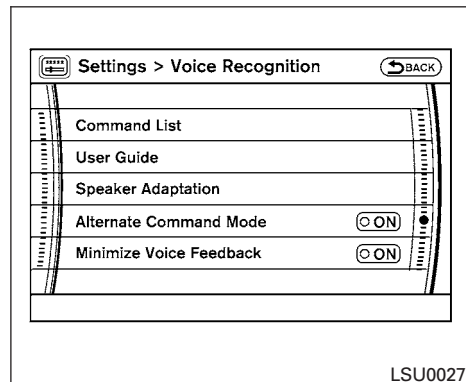 Settings > Voice Recognition BACK
Command List
User Guide
Speaker Adaptation
Alternate Command Mode ON
Minimize Voice Feedback ON
LSU0027